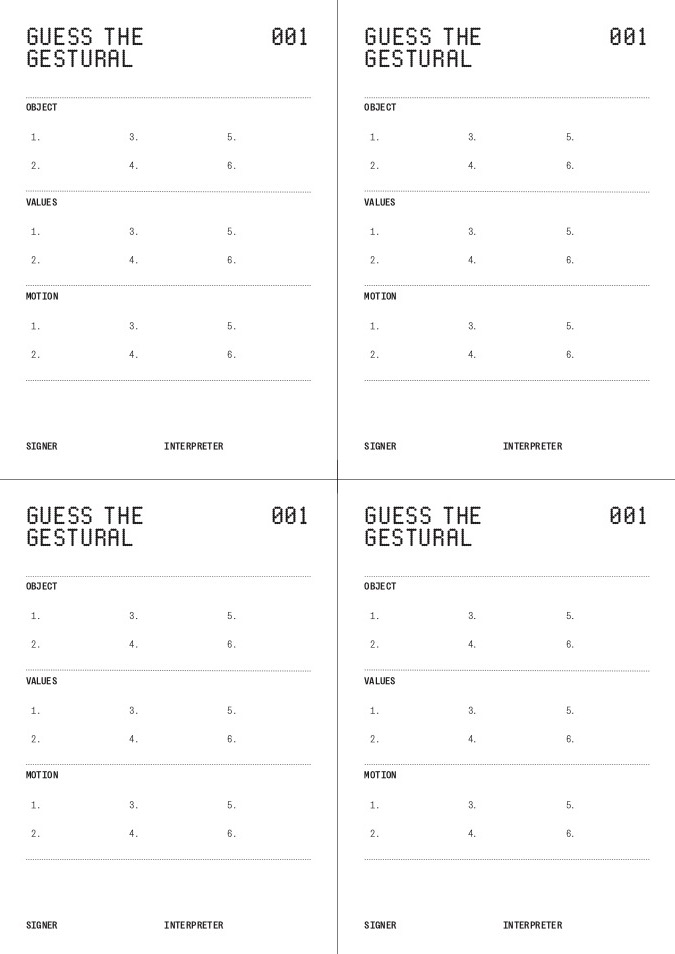 GUESS THE 001
GESTURAL
OBJECT
1. 3. 5.
2. 4. 6.
VALUES
1. 3. 5.
2. 4. 6.
MOTION
1. 3. 5.
2. 4. 6.
SIGNER INTERPRETER
GUESS THE 001
GESTURAL
OBJECT
1. 3. 5.
2. 4. 6.
VALUES
1. 3. 5.
2. 4. 6.
MOTION
1. 3. 5.
2. 4. 6.
SIGNER INTERPRETER
GUESS THE 001
GESTURAL
OBJECT
1. 3. 5.
2. 4. 6.
VALUES
1. 3. 5.
2. 4. 6.
MOTION
1. 3. 5.
2. 4. 6.
SIGNER INTERPRETER
GUESS THE 001
GESTURAL
OBJECT
1. 3. 5.
2. 4. 6.
VALUES
1. 3. 5.
2. 4. 6.
MOTION
1. 3. 5.
2. 4. 6.
SIGNER INTERPRETER